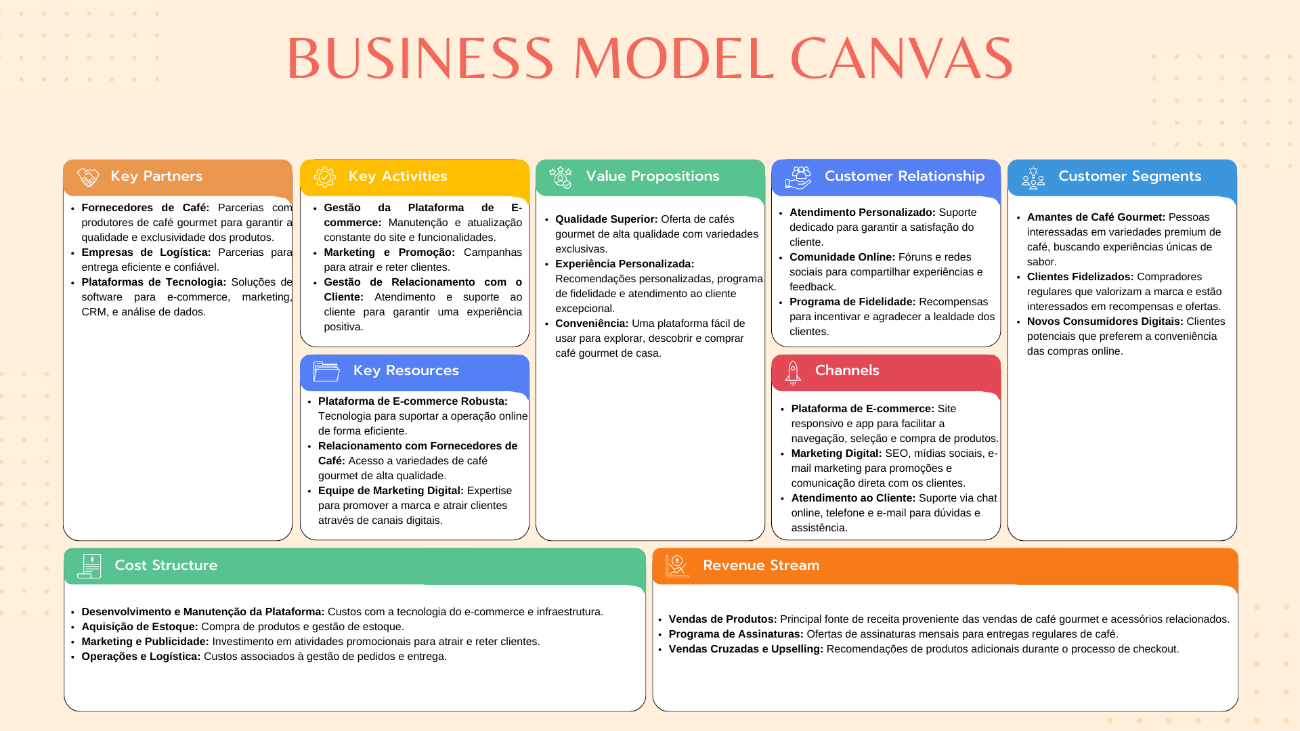 BUSINESS MODEL CANVAS
Key Partners
• Fornecedores de Café: Parcerias com
produtores de café gourmet para garantir a
qualidade e exclusividade dos produtos.
• Empresas de Logística: Parcerias para
entrega eficiente e confiável.
• Plataformas de Tecnologia: Soluções de
software para e-commerce, marketing,
CRM, e análise de dados.
Key Activities
• Gestão da Plataforma de E-
commerce: Manutenção e atualização
constante do site e funcionalidades.
• Marketing e Promoção: Campanhas
para atrair e reter clientes.
• Gestão de Relacionamento com o
Cliente: Atendimento e suporte ao
cliente para garantir uma experiência
positiva.
Key Resources
• Plataforma de E-commerce Robusta:
Tecnologia para suportar a operação online
de forma eficiente.
• Relacionamento com Fornecedores de
Café: Acesso a variedades de café
gourmet de alta qualidade.
• Equipe de Marketing Digital: Expertise
para promover a marca e atrair clientes
através de canais digitais.
Value Propositions
• Qualidade Superior: Oferta de cafés
gourmet de alta qualidade com variedades
exclusivas.
• Experiência Personalizada:
Recomendações personalizadas, programa
de fidelidade e atendimento ao cliente
excepcional.
• Conveniência: Uma plataforma fácil de
usar para explorar, descobrir e comprar
café gourmet de casa.
Customer Relationship
• Atendimento Personalizado: Suporte
dedicado para garantir a satisfação do
cliente.
• Comunidade Online: Fóruns e redes
sociais para compartilhar experiências e
feedback.
• Programa de Fidelidade: Recompensas
para incentivar e agradecer a lealdade dos
clientes.
Channels
• Plataforma de E-commerce: Site
responsivo e app para facilitar a
navegação, seleção e compra de produtos.
• Marketing Digital: SEO, mídias sociais, e-
mail marketing para promoções e
comunicação direta com os clientes.
• Atendimento ao Cliente: Suporte via chat
online, telefone e e-mail para dúvidas e
assistência.
Customer Segments
• Amantes de Café Gourmet: Pessoas
interessadas em variedades premium de
café, buscando experiências únicas de
sabor.
• Clientes Fidelizados: Compradores
regulares que valorizam a marca e estão
interessados em recompensas e ofertas.
• Novos Consumidores Digitais: Clientes
potenciais que preferem a conveniência
das compras online.
Cost Structure
• Desenvolvimento e Manutenção da Plataforma: Custos com a tecnologia do e-commerce e infraestrutura.
• Aquisição de Estoque: Compra de produtos e gestão de estoque.
• Marketing e Publicidade: Investimento em atividades promocionais para atrair e reter clientes.
• Operações e Logística: Custos associados à gestão de pedidos e entrega.
Revenue Stream
• Vendas de Produtos: Principal fonte de receita proveniente das vendas de café gourmet e acessórios relacionados.
• Programa de Assinaturas: Ofertas de assinaturas mensais para entregas regulares de café.
• Vendas Cruzadas e Upselling: Recomendações de produtos adicionais durante o processo de checkout.